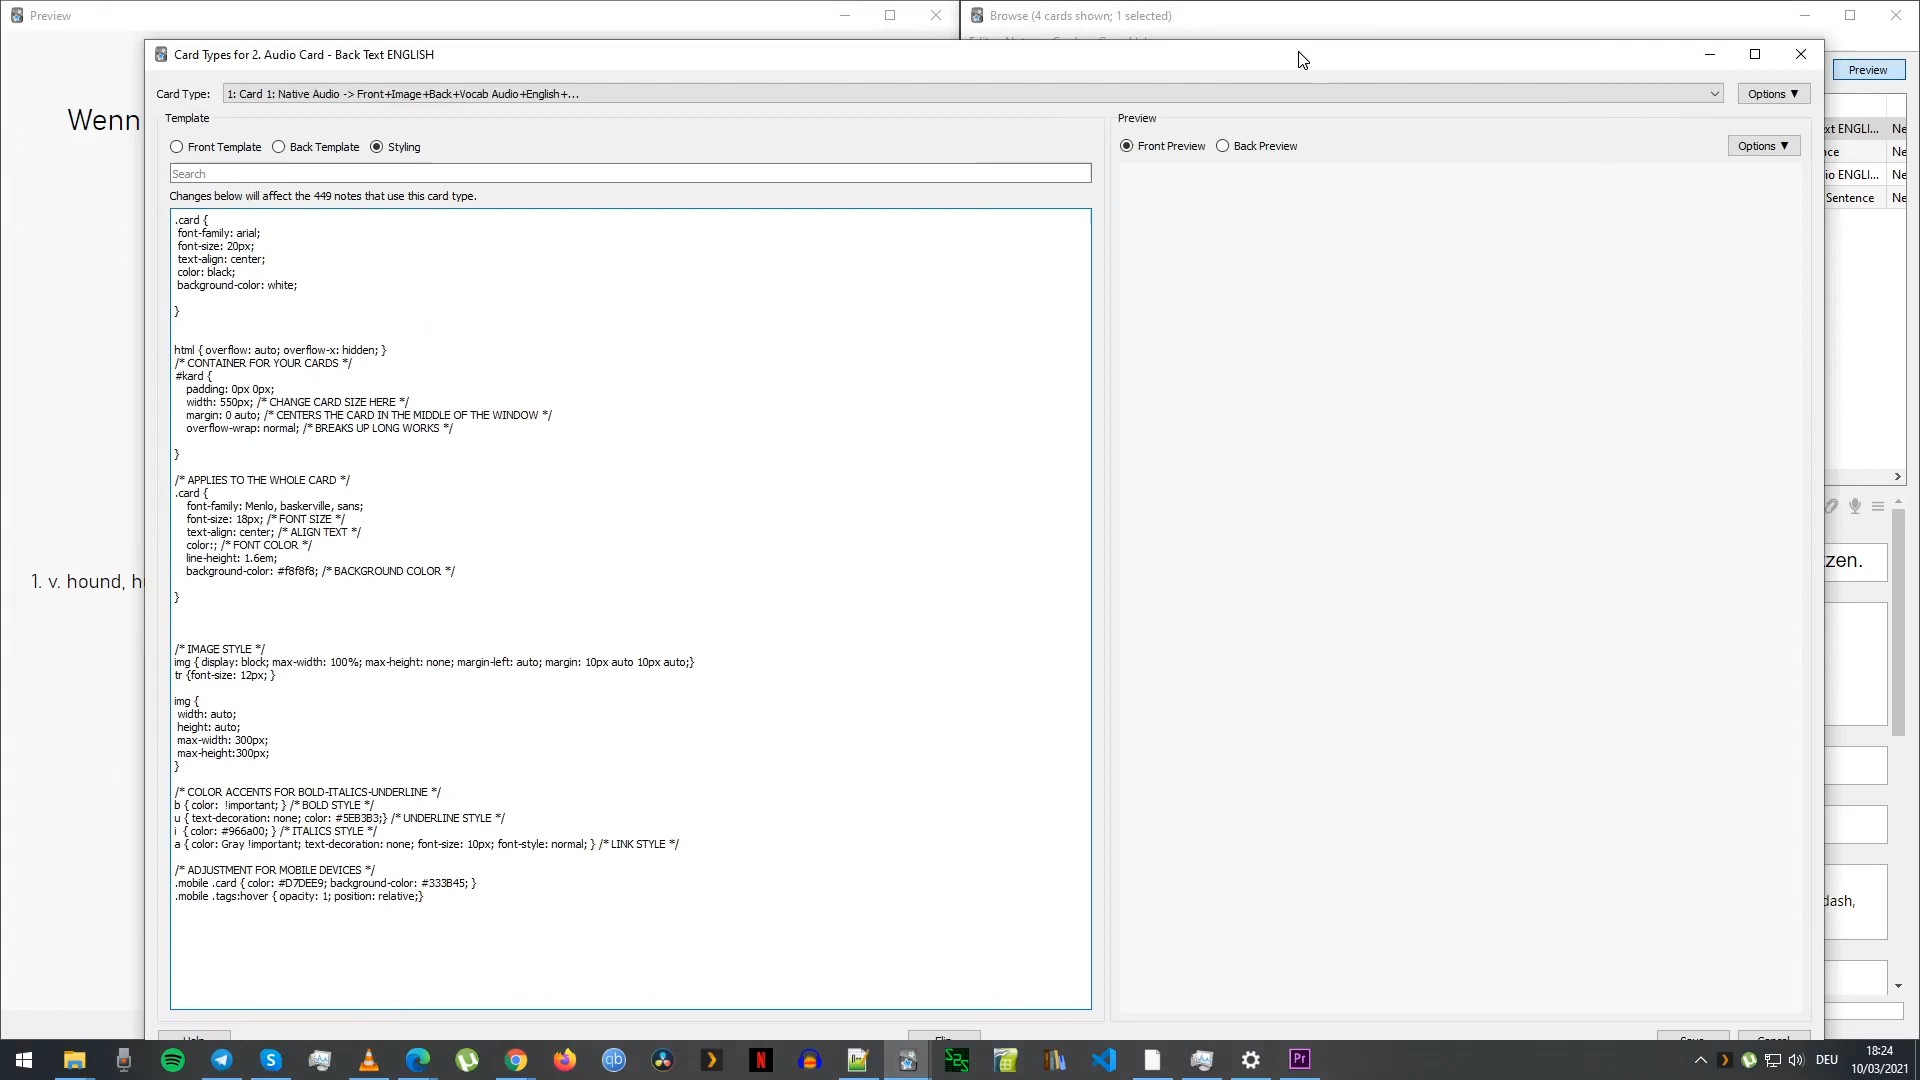 Preview
Browse (4 cards shown; 1 selected)
Card Types for 2. Audio Card - Back Text ENGLISH
Preview
Card Type:
1: Card 1: Native Audio -> Front+Image+Back+Vocab Audio+English+...
Options ▼
Template
Preview
Front Template
Back Template
Styling
Front Preview
Back Preview
Options ▼
Search
Changes below will affect the 449 notes that use this card type.
.card {
font-family: arial;
font-size: 20px;
text-align: center;
color: black;
background-color: white;
}
html { overflow: auto; overflow-x: hidden; }
/* CONTAINER FOR YOUR CARDS */
#kard {
padding: 0px 0px;
width: 550px; /* CHANGE CARD SIZE HERE */
margin: 0 auto; /* CENTERS THE CARD IN THE MIDDLE OF THE WINDOW */
overflow-wrap: normal; /* BREAKS UP LONG WORKS */
}
/* APPLIES TO THE WHOLE CARD */
.card {
font-family: Menlo, baskerville, sans;
font-size: 18px; /* FONT SIZE */
text-align: center; /* ALIGN TEXT */
color:; /* FONT COLOR */
line-height: 1.6em;
background-color: #f8f8f8; /* BACKGROUND COLOR */
}
/* IMAGE STYLE */
img { display: block; max-width: 100%; max-height: none; margin-left: auto; margin: 10px auto 10px auto;}
tr {font-size: 12px; }
img {
width: auto;
height: auto;
max-width: 300px;
max-height:300px;
}
/* COLOR ACCENTS FOR BOLD-ITALICS-UNDERLINE */
b { color:  !important; } /* BOLD STYLE */
u { text-decoration: none; color: #5EB3B3;} /* UNDERLINE STYLE */
i  { color: #966a00; } /* ITALICS STYLE */
a { color: Gray !important; text-decoration: none; font-size: 10px; font-style: normal; } /* LINK STYLE */
/* ADJUSTMENT FOR MOBILE DEVICES */
.mobile .card { color: #D7DEE9; background-color: #333B45; }
.mobile .tags:hover { opacity: 1; position: relative;}
Wenn
1. v. hound, h
xt ENGLI... Ne
nce Ne
io ENGLI... Ne
Sentence Ne
zen.
dash,
DEU
18:24
10/03/2021